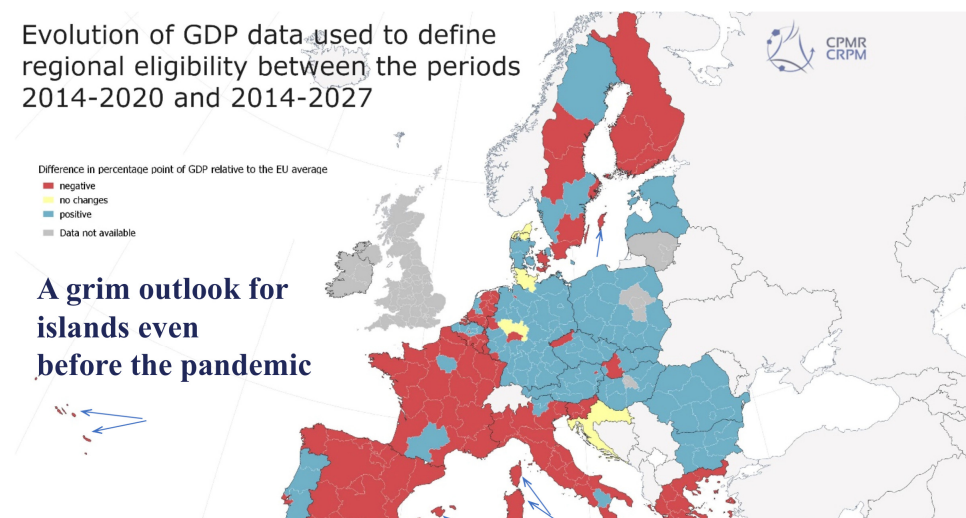 Evolution of GDP data used to define
regional eligibility between the periods
2014-2020 and 2014-2027
CPMR
CRPM
Difference in percentage point of GDP relative to the EU average
negative
no changes
positive
Data not available
A grim outlook for
islands even
before the pandemic